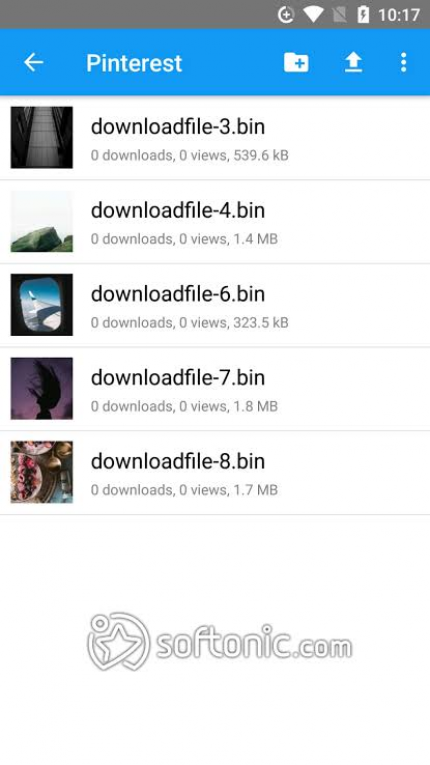 10:17
Pinterest
downloadfile-3.bin
0 downloads, 0 views, 539.6 kB
downloadfile-4.bin
0 downloads, 0 views, 1.4 MB
downloadfile-6.bin
0 downloads, 0 views, 323.5 kB
downloadfile-7.bin
0 downloads, 0 views, 1.8 MB
downloadfile-8.bin
0 downloads, 0 views, 1.7 MB
softonic.com